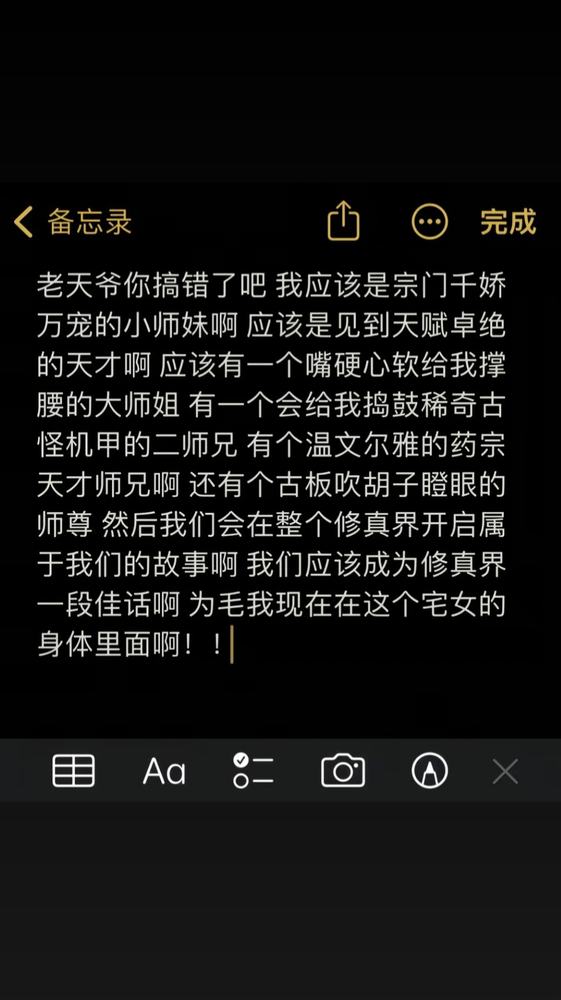 备忘录 完成
老天爷你搞错了吧 我应该是宗门千娇
万宠的小师妹啊 应该是见到天赋卓绝
的天才啊 应该有一个嘴硬心软给我撑
腰的大师姐 有一个会给我捣鼓稀奇古
怪机甲的二师兄 有个温文尔雅的药宗
天才师兄啊 还有个古板吹胡子瞪眼的
师尊 然后我们会在整个修真界开启属
于我们的故事啊 我们应该成为修真界
一段佳话啊 为毛我现在在这个宅女的
身体里面啊！！
Aa